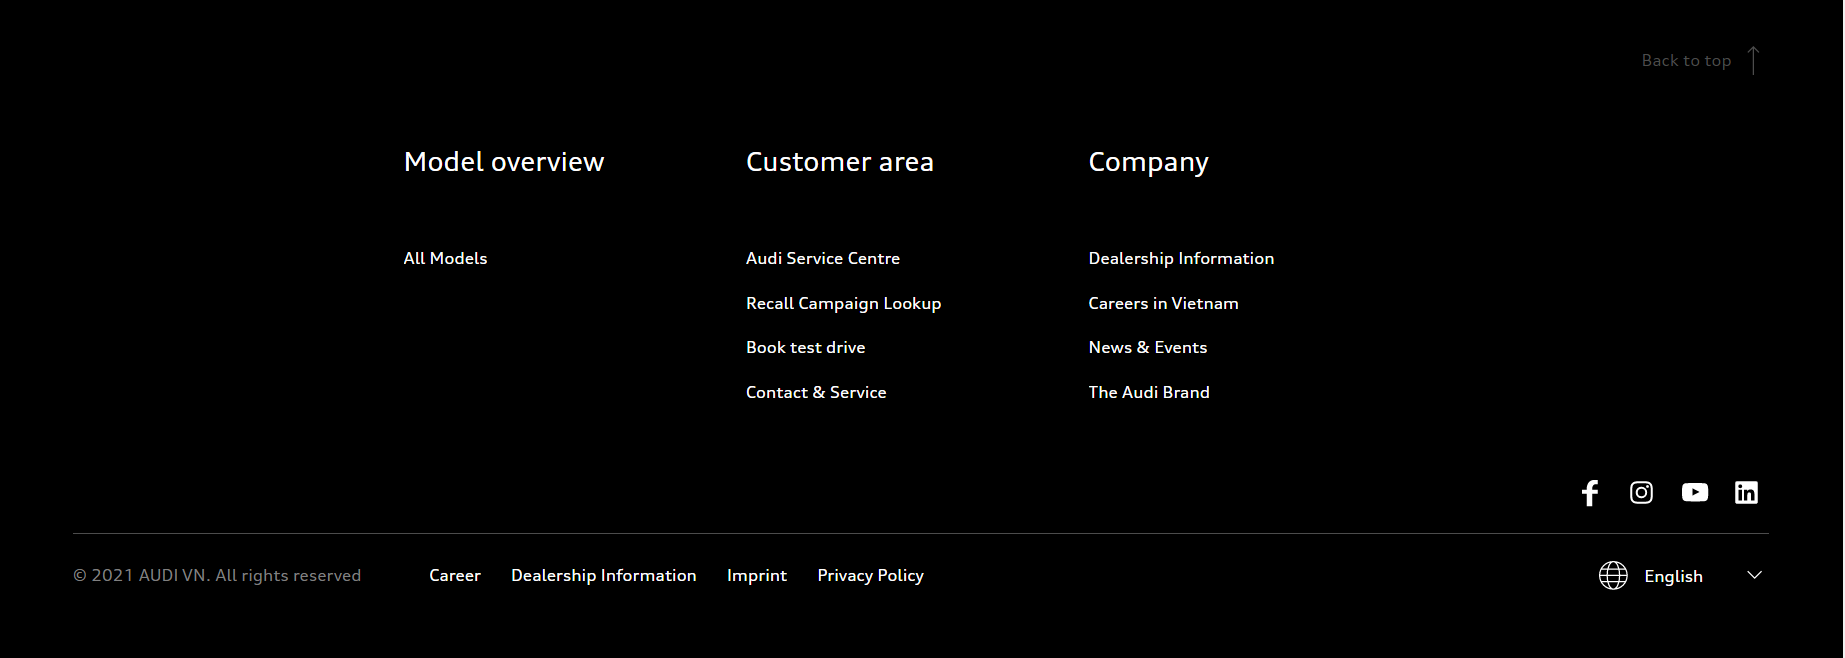 Back to top
Model overview
All Models
Customer area
Audi Service Centre
Recall Campaign Lookup
Book test drive
Contact & Service
Company
Dealership Information
Careers in Vietnam
News & Events
The Audi Brand
© 2021 AUDI VN. All rights reserved
Career
Dealership Information
Imprint
Privacy Policy
English